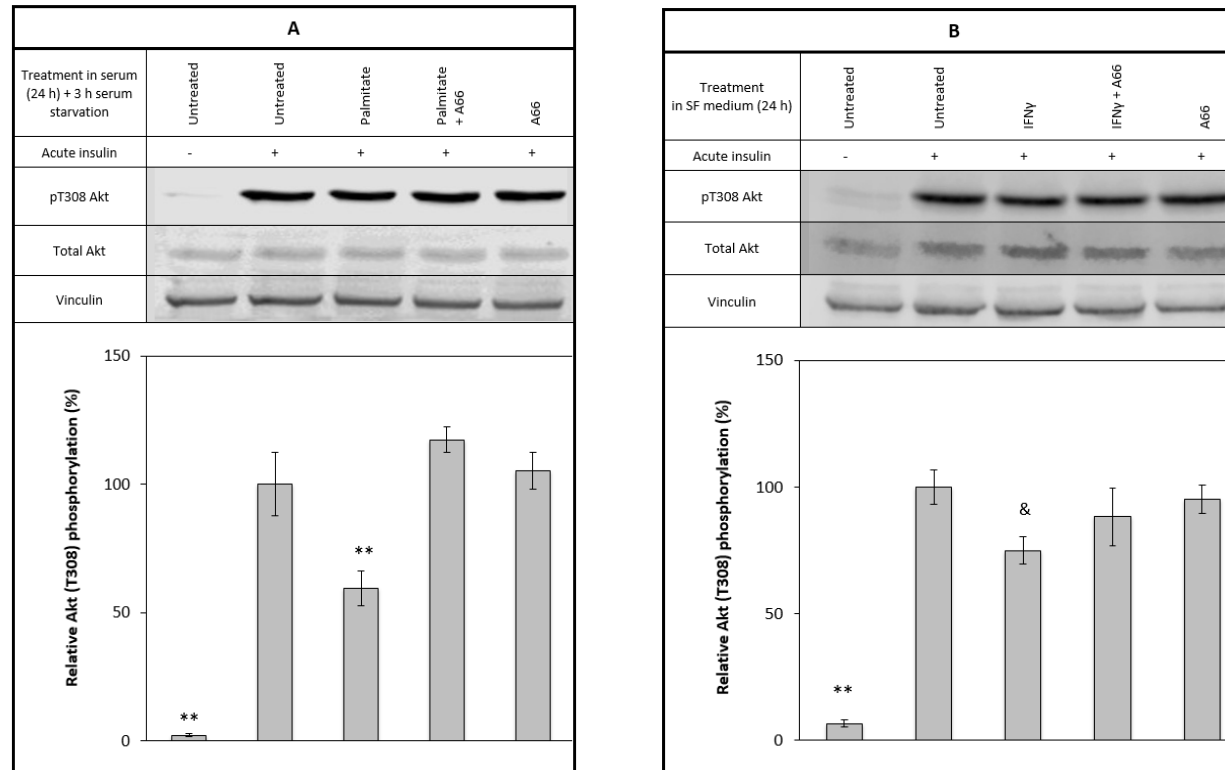 A
Treatment in serum
(24 h) + 3 h serum
starvation
Untreated
Untreated
Palmitate
Palmitate
+ A66
A66
Acute insulin - + + + +
pT308 Akt
Total Akt
Vinculin
Relative Akt (T308) phosphorylation (%)
150
100
50
0
**
**
B
Treatment
in SF medium (24 h)
Untreated
Untreated
IFNγ
IFNγ + A66
A66
Acute insulin - + + + +
pT308 Akt
Total Akt
Vinculin
Relative Akt (T308) phosphorylation (%)
150
100
50
0
**
&